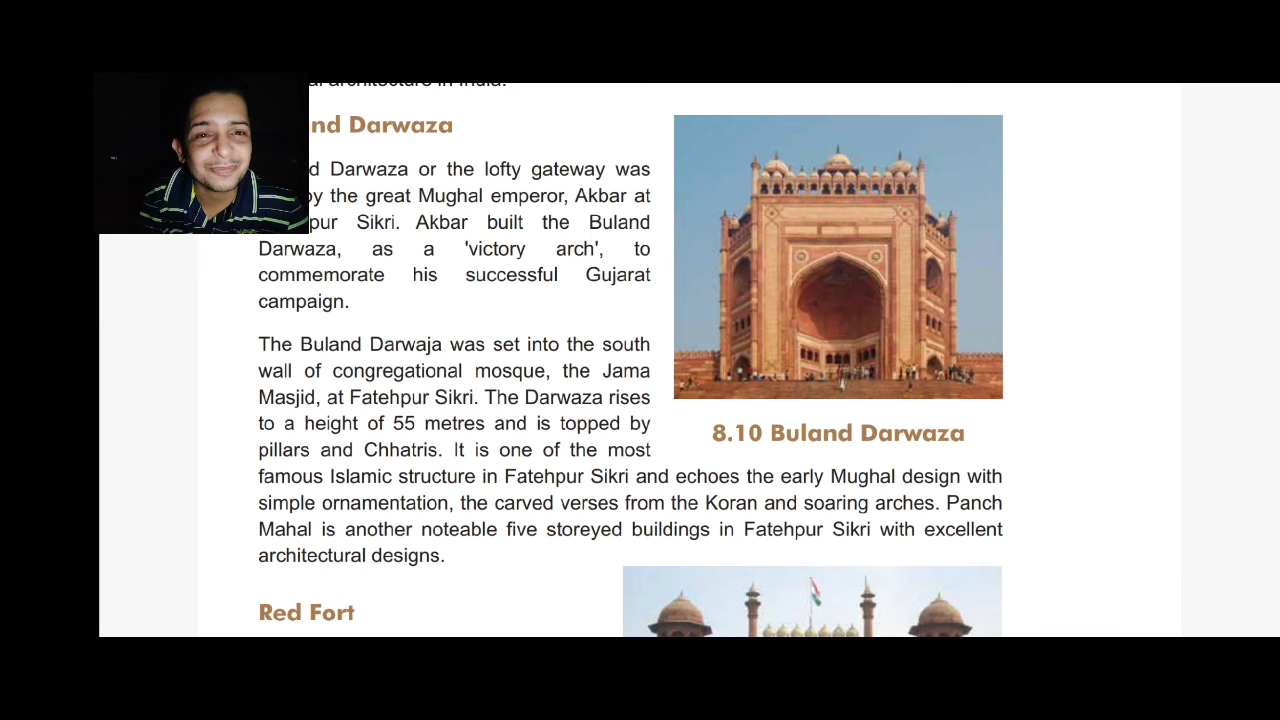 architecture in India.
nd Darwaza
d Darwaza or the lofty gateway was
by the great Mughal emperor, Akbar at
pur Sikri. Akbar built the Buland
Darwaza, as a 'victory arch', to
commemorate his successful Gujarat
campaign.
The Buland Darwaja was set into the south
wall of congregational mosque, the Jama
Masjid, at Fatehpur Sikri. The Darwaza rises
to a height of 55 metres and is topped by
pillars and Chhatris. It is one of the most
famous Islamic structure in Fatehpur Sikri and echoes the early Mughal design with
simple ornamentation, the carved verses from the Koran and soaring arches. Panch
Mahal is another noteable five storeyed buildings in Fatehpur Sikri with excellent
architectural designs.
8.10 Buland Darwaza
Red Fort